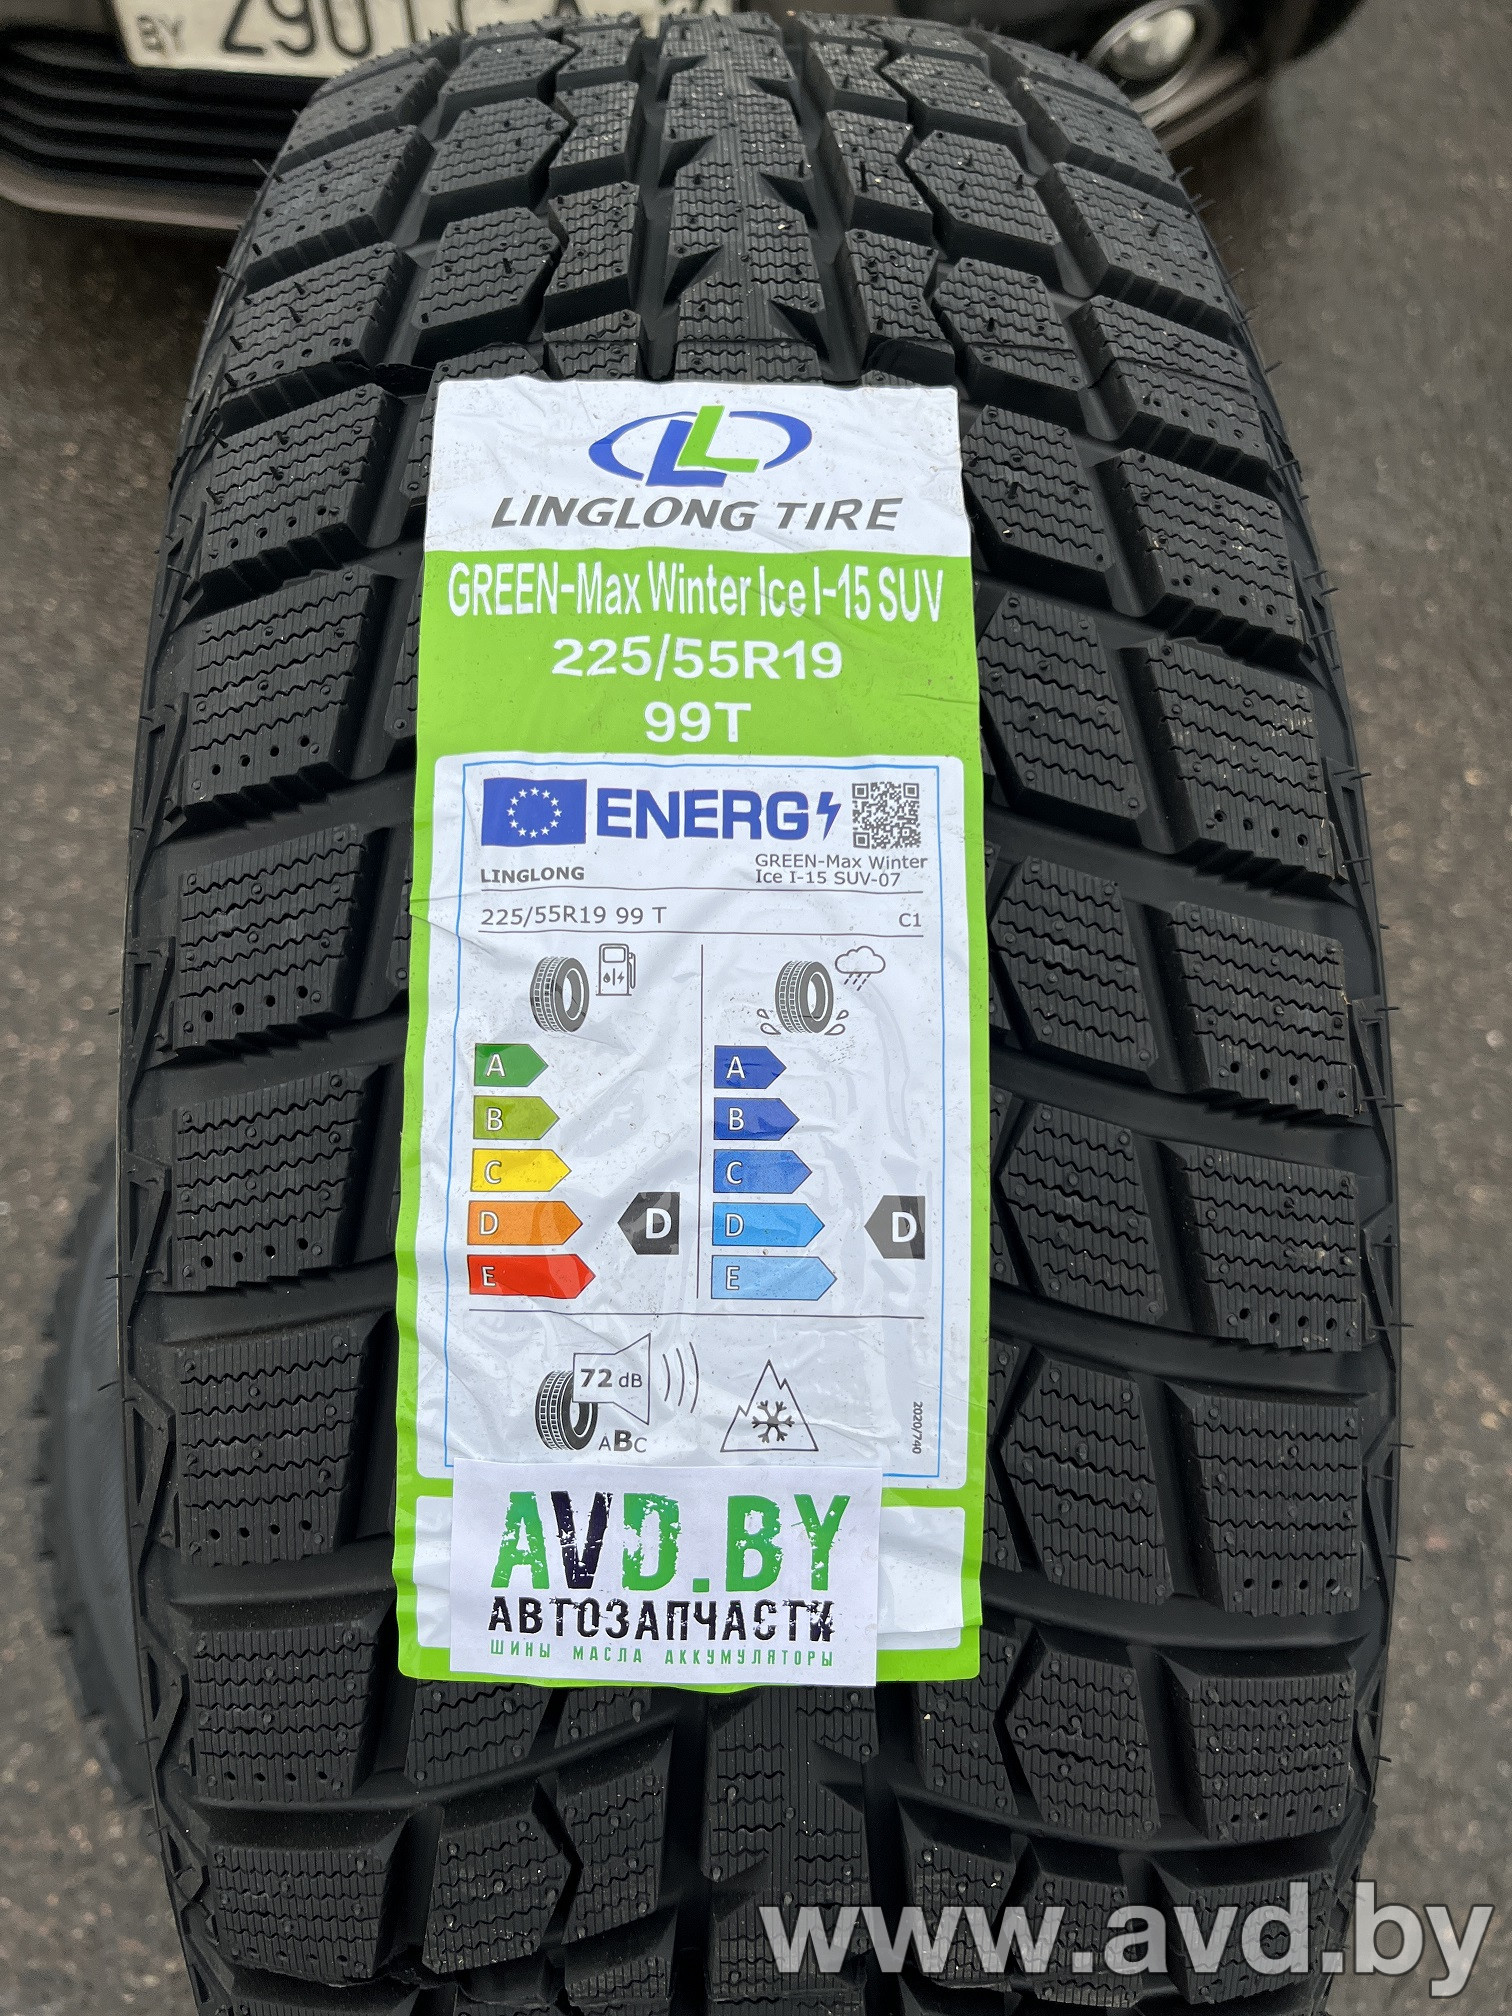 BY
LINGLONG TIRE
GREEN-Max Winter Ice I-15 SUV
225/55R19
99T
ENERG
LINGLONG
GREEN-Max Winter
Ice I-15 SUV-07
225/55R19 99 T
C1
A
A
B
B
C
C
D
D
D
D
E
E
72 dB
ABC
2020/740
AVD.BY
АВТОЗАПЧАСТИ
ШИНЫ МАСЛА АККУМУЛЯТОРЫ
www.avd.by